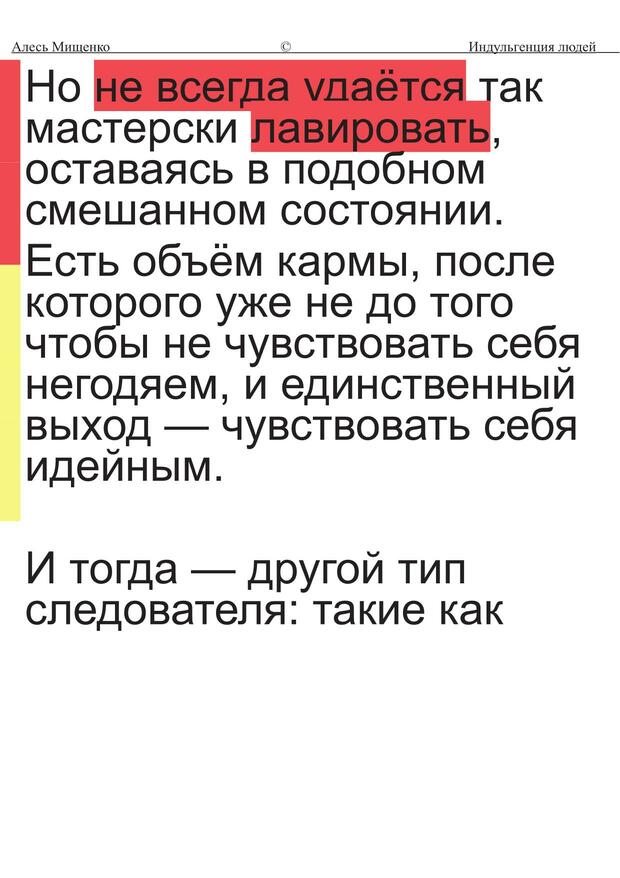 Алесь Мищенко © Индульгенция людей
Но не всегда удаётся так
мастерски лавировать,
оставаясь в подобном
смешанном состоянии.
Есть объём кармы, после
которого уже не до того
чтобы не чувствовать себя
негодяем, и единственный
выход — чувствовать себя
идейным.
И тогда — другой тип
следователя: такие как